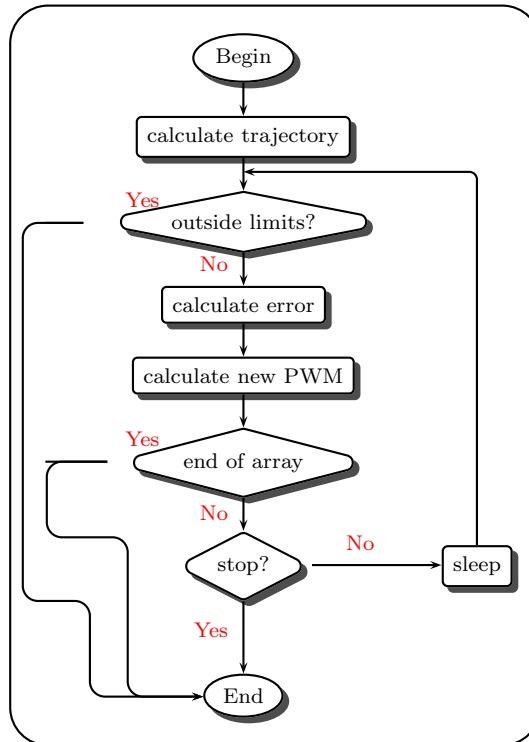 Begin
calculate trajectory
Yes
outside limits?
No
calculate error
calculate new PWM
Yes
end of array
No
stop?
No
sleep
Yes
End